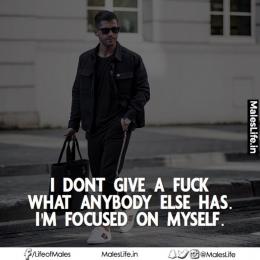 MalesLife.in
I DONT GIVE A FUCK
WHAT ANYBODY ELSE HAS.
I'M FOCUSED ON MYSELF.
f/LifeofMales MalesLife.in @MalesLife